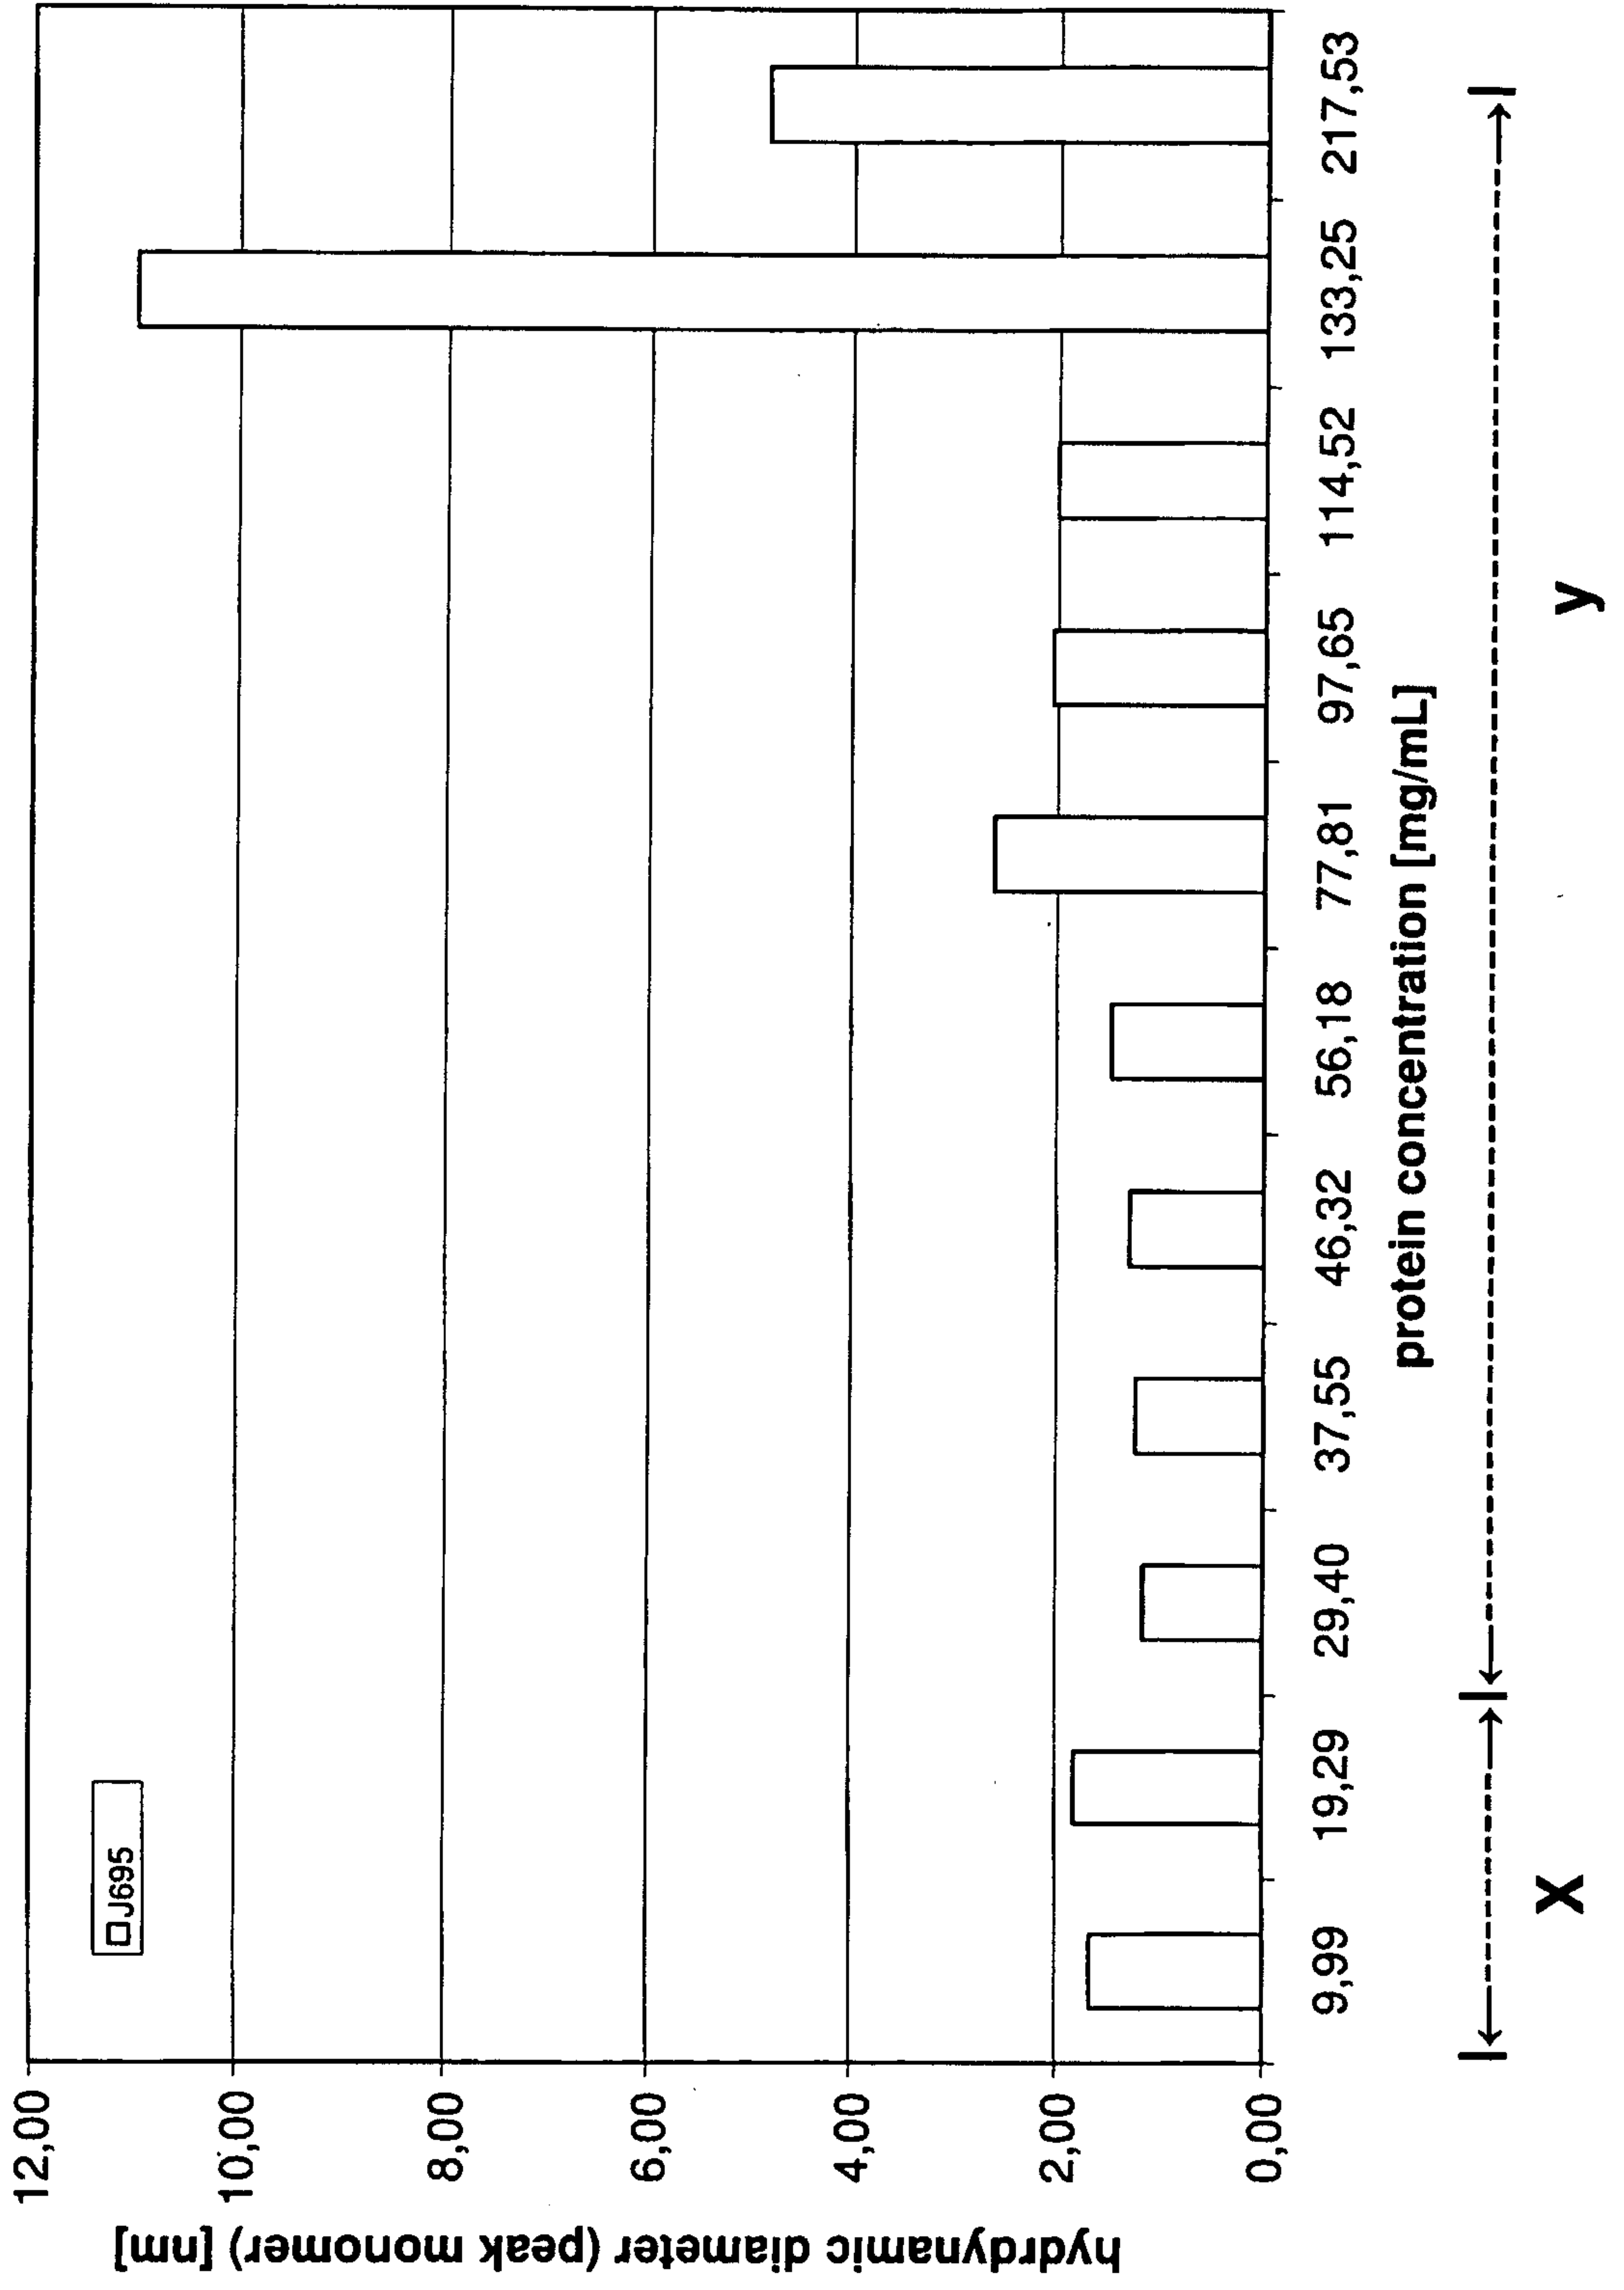 hydrdynamic diameter (peak monomer) [nm]
12,00
10,00
8,00
6,00
4,00
2,00
0,00
J695
9,99 19,29 29,40 37,55 46,32 56,18 77,81 97,65 114,52 133,25 217,53
protein concentration [mg/mL]
X y